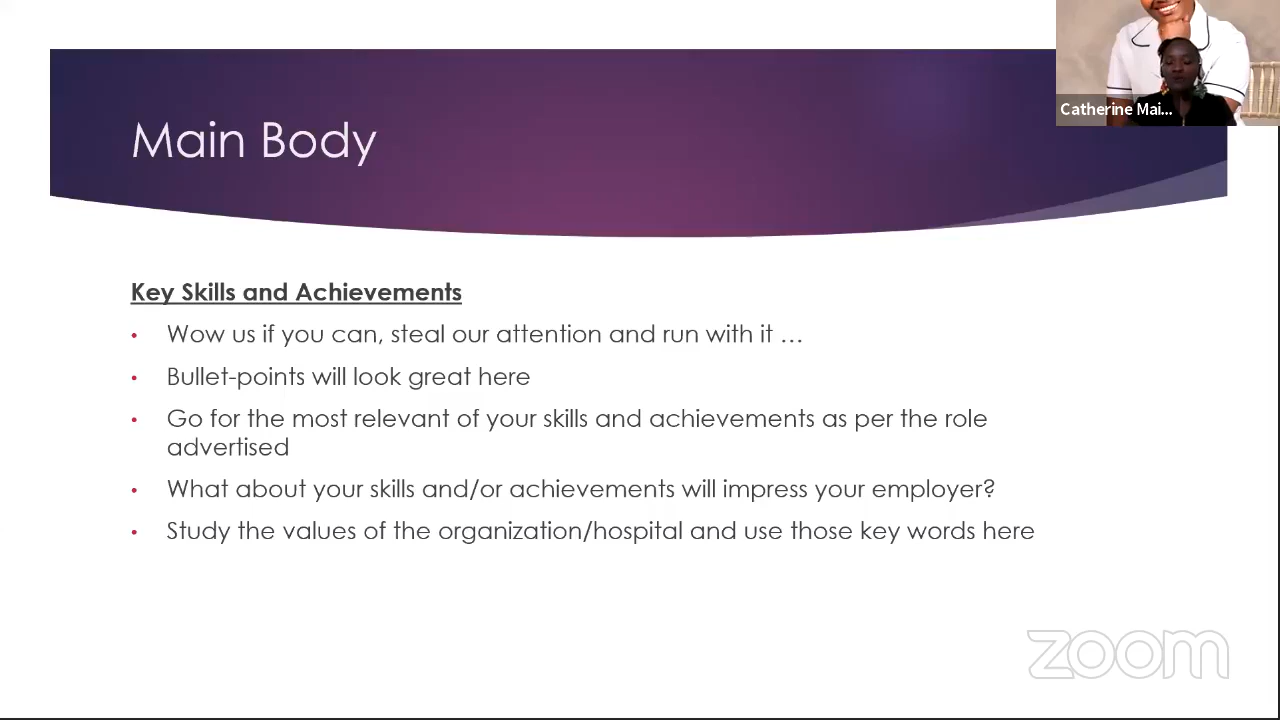 Catherine Mai...
Main Body
Key Skills and Achievements
• Wow us if you can, steal our attention and run with it …
• Bullet-points will look great here
• Go for the most relevant of your skills and achievements as per the role
advertised
• What about your skills and/or achievements will impress your employer?
• Study the values of the organization/hospital and use those key words here
zoom